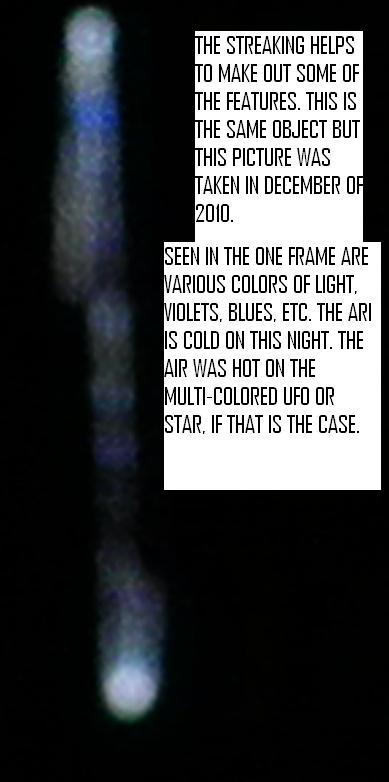 THE STREAKING HELPS
TO MAKE OUT SOME OF
THE FEATURES. THIS IS
THE SAME OBJECT BUT
THIS PICTURE WAS
TAKEN IN DECEMBER OF
2010.
SEEN IN THE ONE FRAME ARE
VARIOUS COLORS OF LIGHT,
VIOLETS, BLUES, ETC. THE ARI
IS COLD ON THIS NIGHT. THE
AIR WAS HOT ON THE
MULTI-COLORED UFO OR
STAR, IF THAT IS THE CASE.